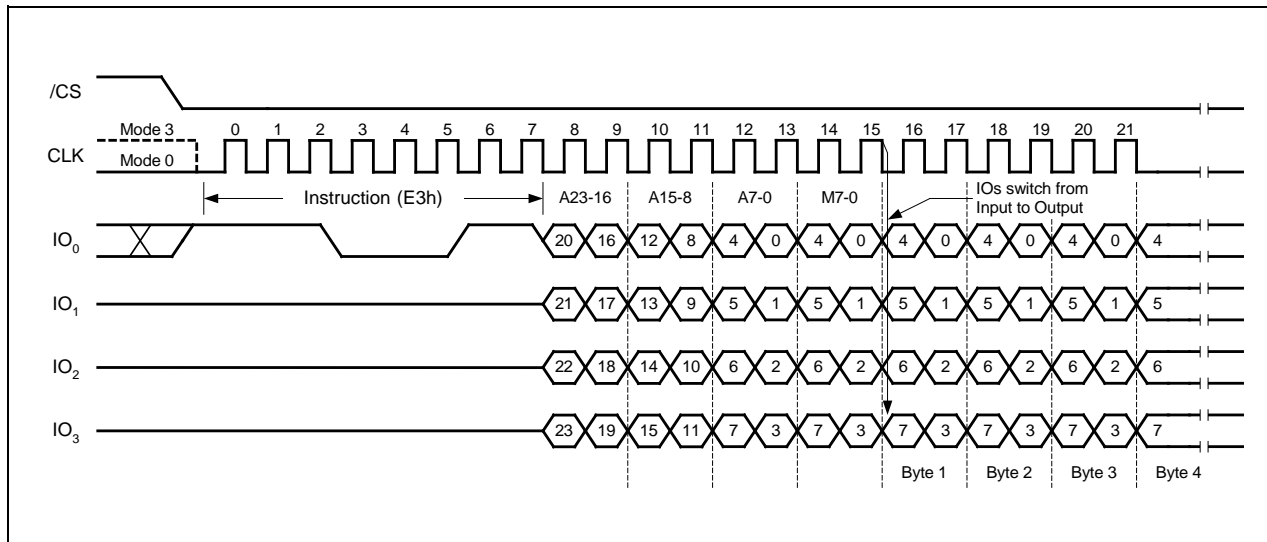 /CS
Mode 3 0 1 2 3 4 5 6 7 8 9 10 11 12 13 14 15 16 17 18 19 20 21
CLK Mode 0
Instruction (E3h) A23-16 A15-8 A7-0 M7-0 IOs switch from
Input to Output
IO0 20 16 12 8 4 0 4 0 4 0 4 0 4 0 4
IO1 21 17 13 9 5 1 5 1 5 1 5 1 5 1 5
IO2 22 18 14 10 6 2 6 2 6 2 6 2 6 2 6
IO3 23 19 15 11 7 3 7 3 7 3 7 3 7 3 7
Byte 1 Byte 2 Byte 3 Byte 4